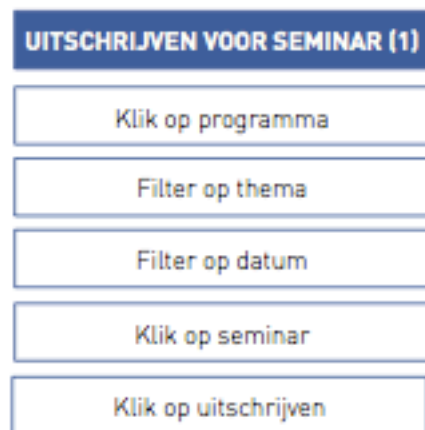 UITSCHRIJVEN VOOR SEMINAR (1)
Klik op programma
Filter op thema
Filter op datum
Klik op seminar
Klik op uitschrijven